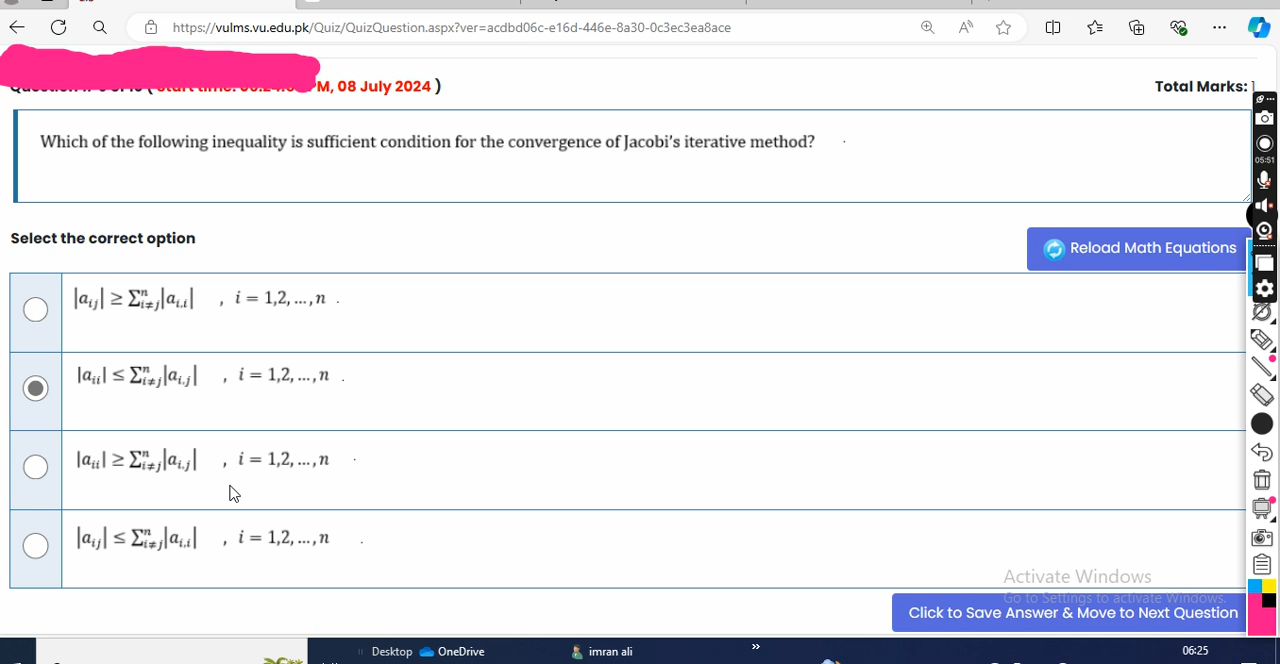 https://vulms.vu.edu.pk/Quiz/QuizQuestion.aspx?ver=acdbd06c-e16d-446e-8a30-0c3ec3ea8ace
M, 08 July 2024 )
Total Marks: 1
05:51
Which of the following inequality is sufficient condition for the convergence of Jacobi's iterative method? .
Select the correct option
Reload Math Equations
|aᵢⱼ| ≥ Σⁿᵢ≠ⱼ|aᵢ.ᵢ| , i = 1,2, ..., n .
|aᵢᵢ| ≤ Σⁿᵢ≠ⱼ|aᵢ.ⱼ| , i = 1,2, ..., n .
|aᵢᵢ| ≥ Σⁿᵢ≠ⱼ|aᵢ.ⱼ| , i = 1,2, ..., n .
|aᵢⱼ| ≤ Σⁿᵢ≠ⱼ|aᵢ.ᵢ| , i = 1,2, ..., n .
Activate Windows
Go to Settings to activate Windows.
Click to Save Answer & Move to Next Question
Desktop OneDrive imran ali » 06:25